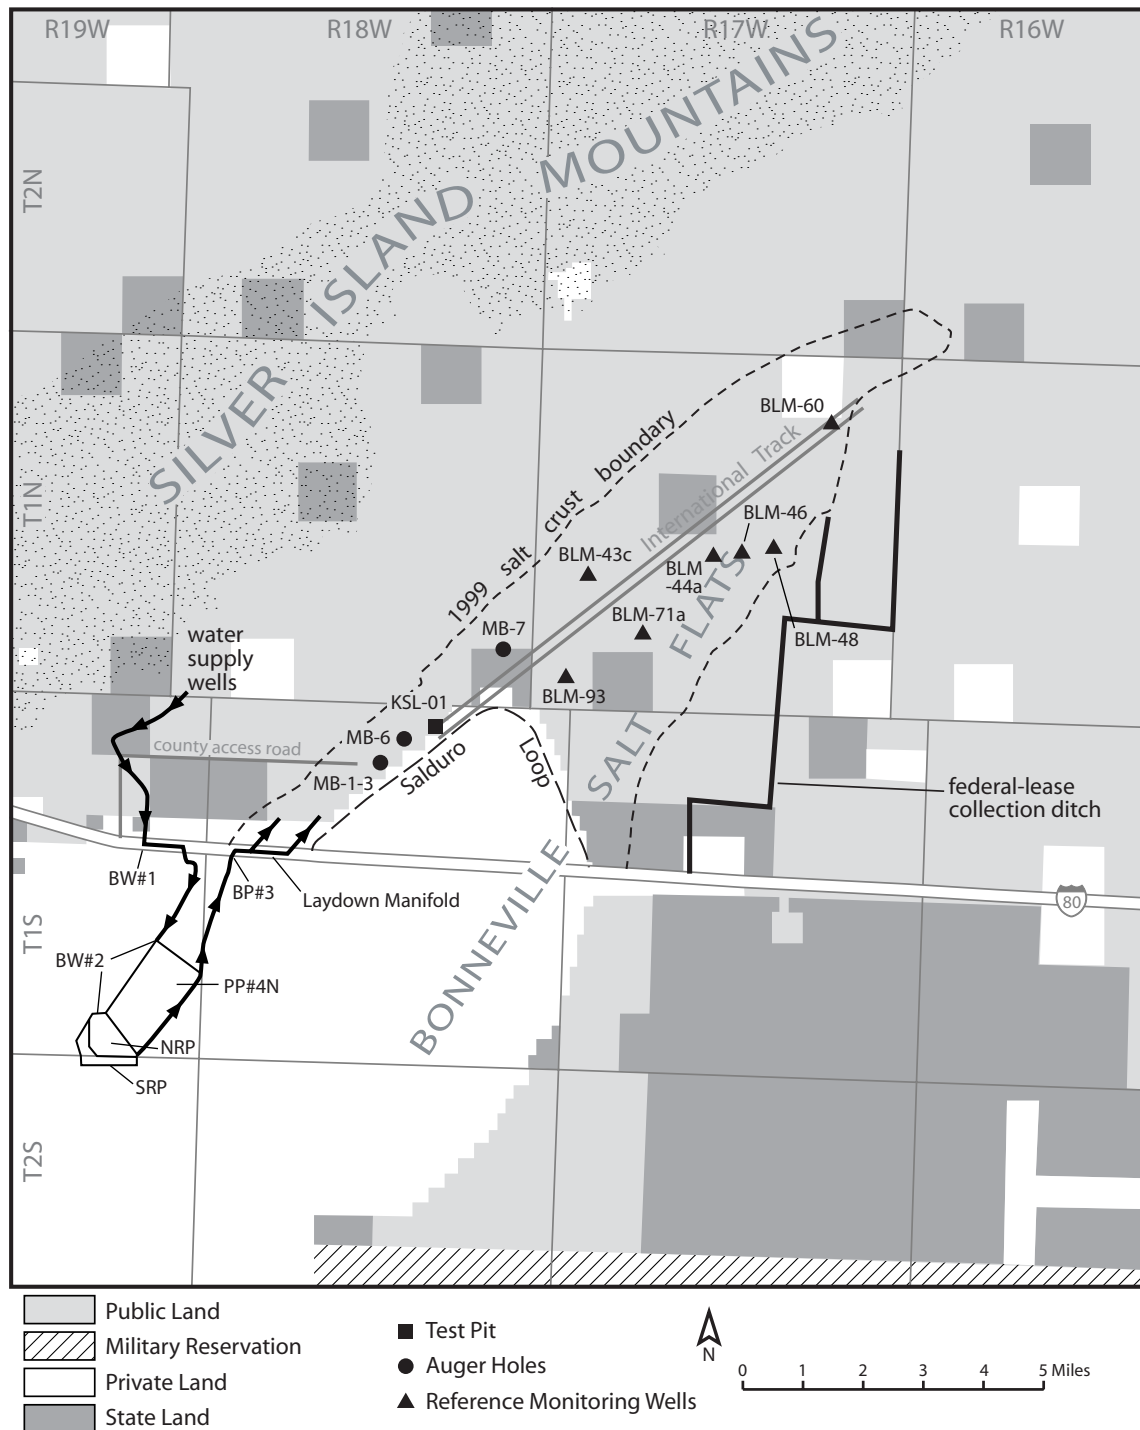 R19W
R18W
R17W
R16W
T2N
SILVER ISLAND MOUNTAINS
BLM-60
1999 salt crust boundary
International Track
T1N
BLM-46
BLM-43c
BLM
-44a
BLM-71a
MB-7
BLM-48
water
supply
wells
KSL-01
BLM-93
MB-6
county access road
MB-1-3
Salduro
Loop
federal-lease
collection ditch
BW#1
BP#3
Laydown Manifold
80
T1S
BONNEVILLE SALT FLATS
BW#2
PP#4N
NRP
SRP
T2S
Public Land
Military Reservation
Private Land
State Land
Test Pit
Auger Holes
Reference Monitoring Wells
N
0 1 2 3 4 5 Miles